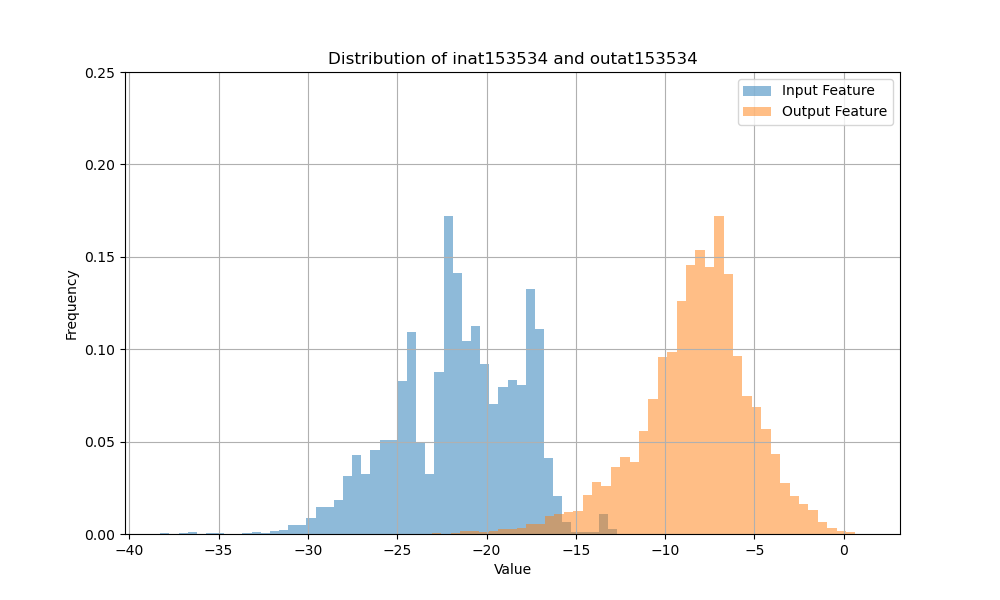 Distribution of inat153534 and outat153534
Input Feature
Output Feature
Frequency
0.25
0.20
0.15
0.10
0.05
0.00
−40 −35 −30 −25 −20 −15 −10 −5 0
Value